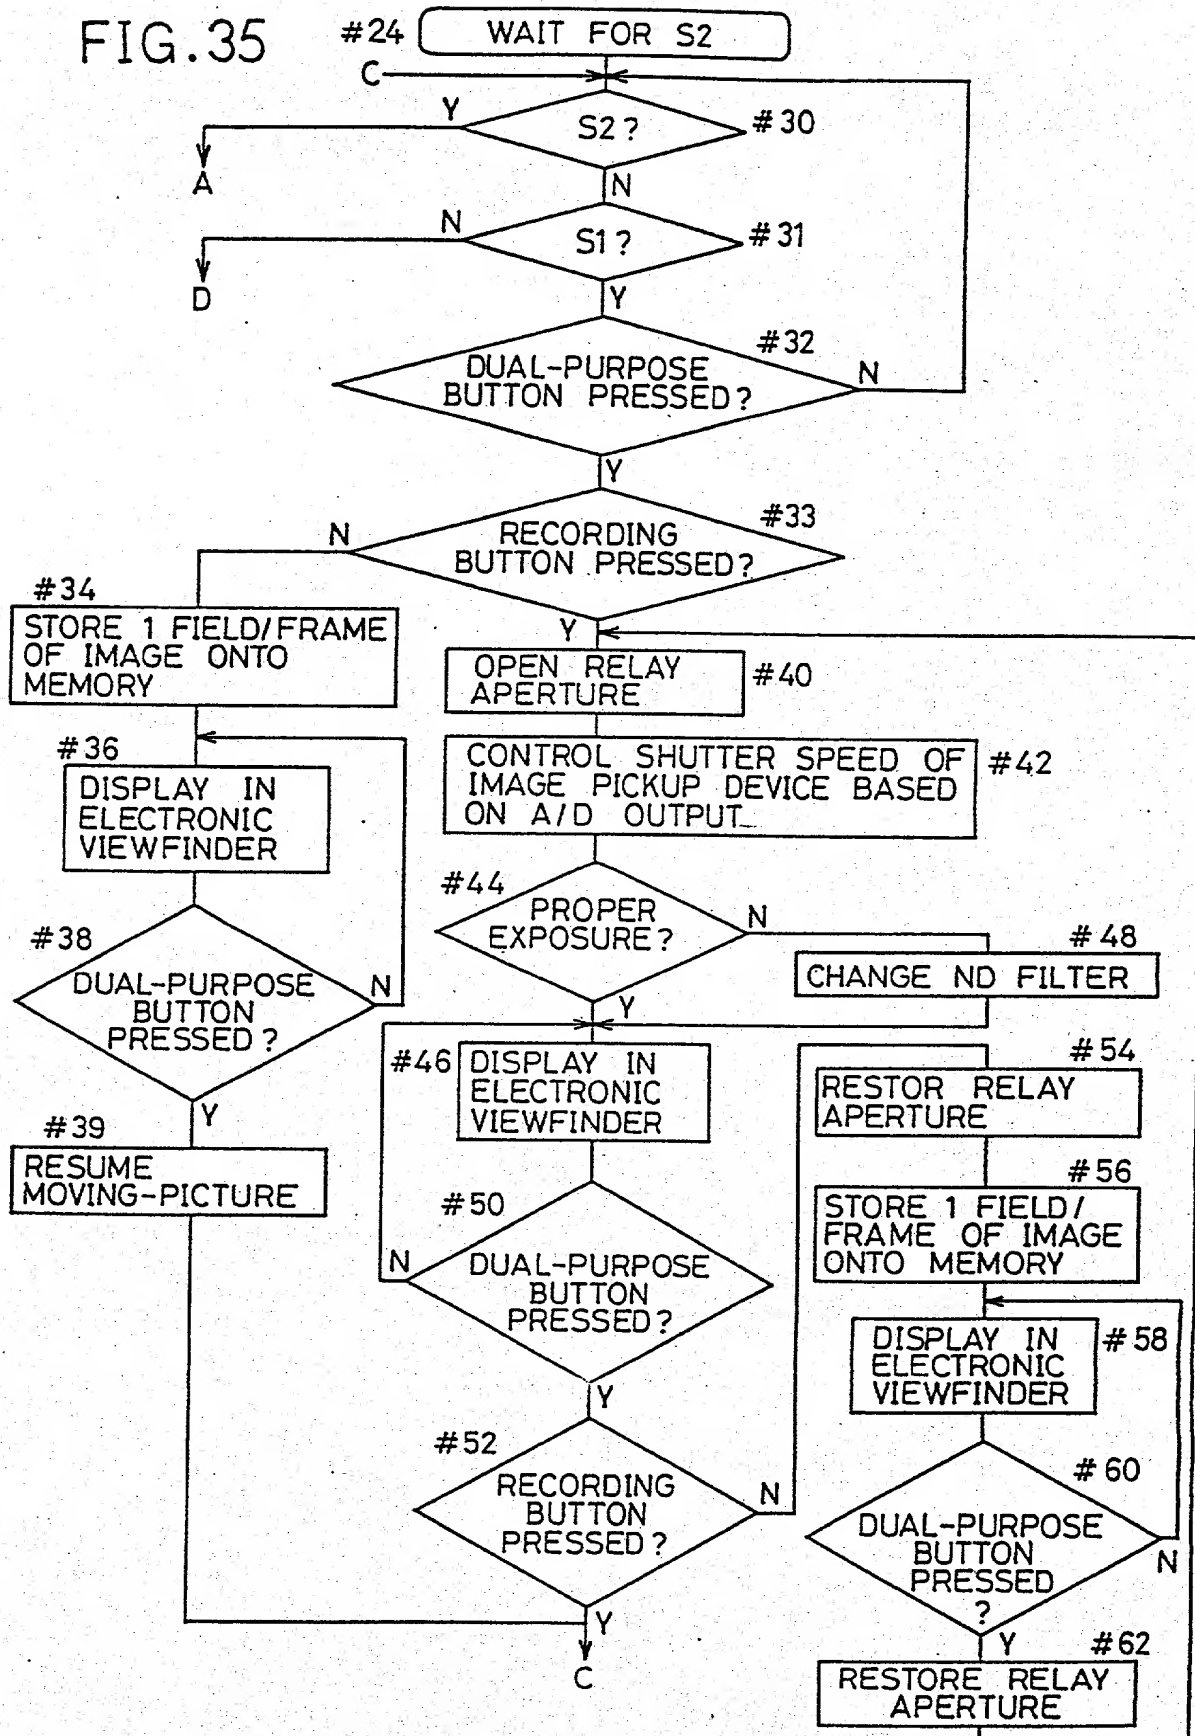 FIG.35
#24 WAIT FOR S2
C
Y
S2?
#30
A
N
N
S1?
#31
D
Y
#32
DUAL-PURPOSE
BUTTON PRESSED?
N
Y
#33
N
RECORDING
BUTTON PRESSED?
#34
STORE 1 FIELD/FRAME
OF IMAGE ONTO
MEMORY
Y
OPEN RELAY
APERTURE
#40
#36
DISPLAY IN
ELECTRONIC
VIEWFINDER
CONTROL SHUTTER SPEED OF
IMAGE PICKUP DEVICE BASED
ON A/D OUTPUT
#42
#44
PROPER
EXPOSURE?
N
#38
DUAL-PURPOSE
BUTTON
PRESSED?
N
#48
CHANGE ND FILTER
Y
#46
DISPLAY IN
ELECTRONIC
VIEWFINDER
#54
RESTOR RELAY
APERTURE
Y
#39
RESUME
MOVING-PICTURE
#50
N
DUAL-PURPOSE
BUTTON
PRESSED?
#56
STORE 1 FIELD/
FRAME OF IMAGE
ONTO MEMORY
DISPLAY IN
ELECTRONIC
VIEWFINDER
#58
Y
#52
RECORDING
BUTTON
PRESSED?
N
#60
DUAL-PURPOSE
BUTTON
PRESSED
?
N
Y
C
Y
#62
RESTORE RELAY
APERTURE